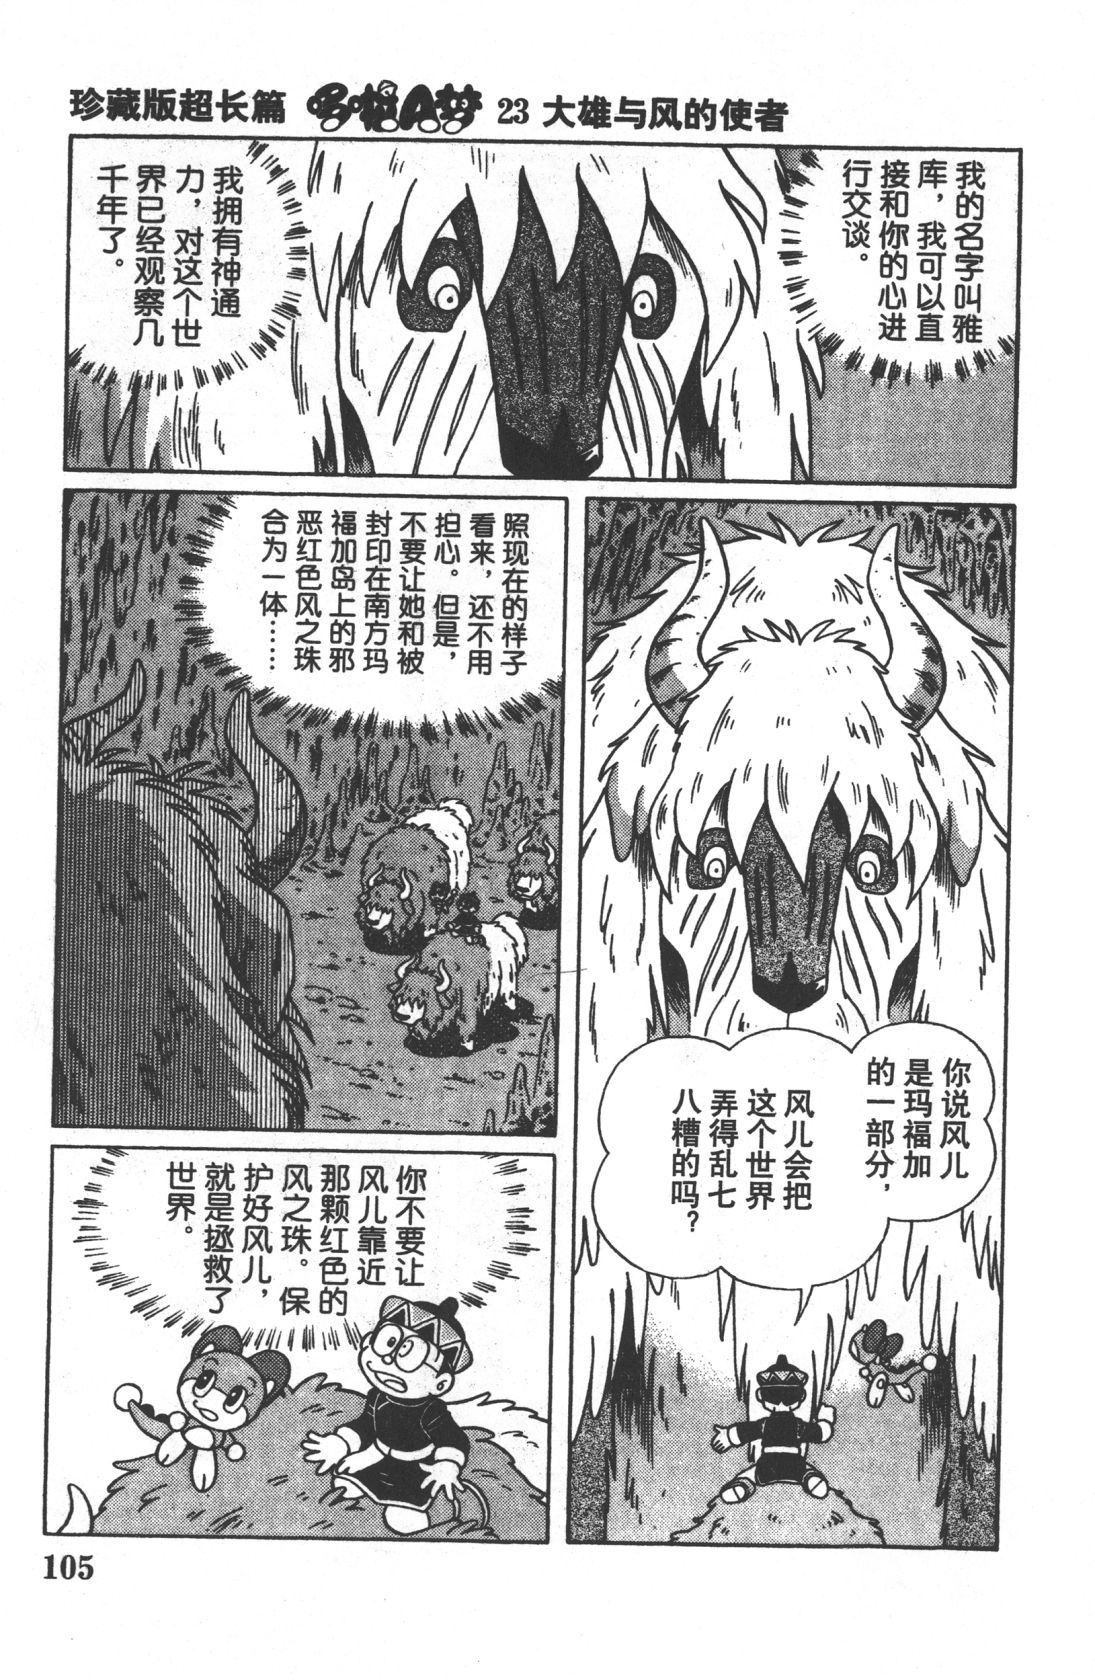 珍藏版超长篇 哆啦A梦 23 大雄与风的使者
我的名字叫雅
库，我可以直
接和你的心进
行交谈。
我拥有神通
力，对这个世
界已经观察几
千年了。
你说风儿
是玛福加
的一部分，
风儿会把
这个世界
弄得乱七
八糟的吗？
照现在的样子
看来，还不用
担心。但是，
不要让她和被
封印在南方玛
福加岛上的邪
恶红色风之珠
合为一体……
你不要让
风儿靠近
那颗红色的
风之珠。保
护好风儿，
就是拯救了
世界。
105